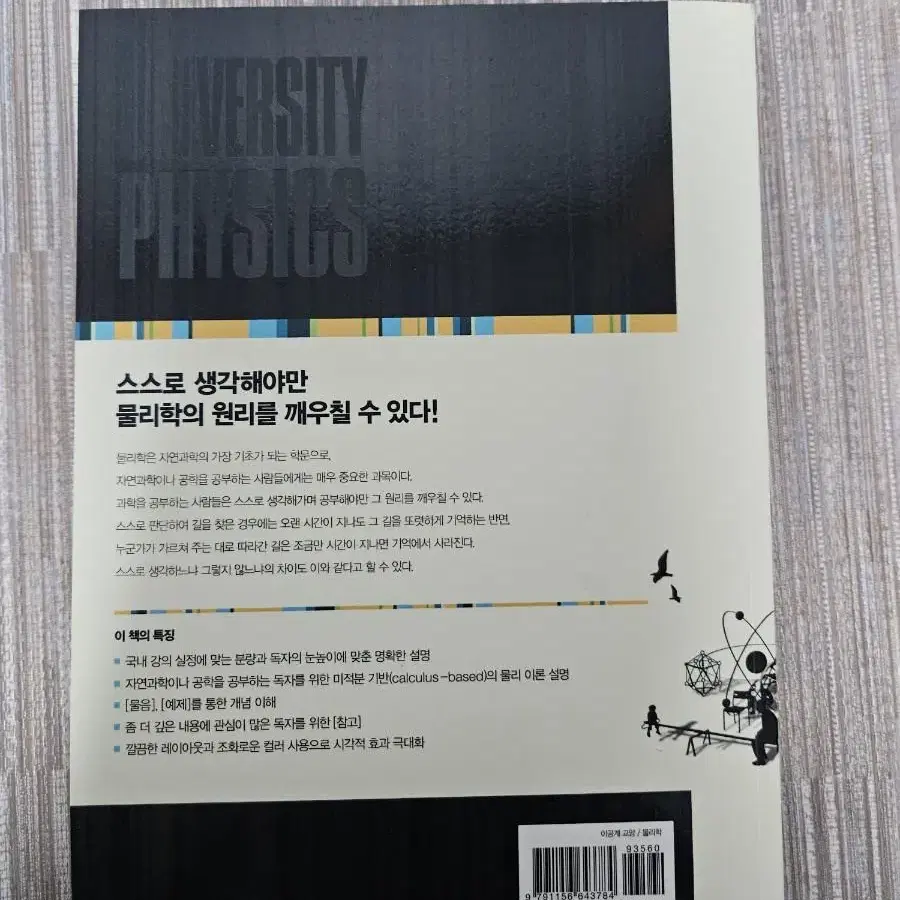 UNIVERSITY
PHYSICS
스스로 생각해야만
물리학의 원리를 깨우칠 수 있다!
물리학은 자연과학의 가장 기초가 되는 학문으로,
자연과학이나 공학을 공부하는 사람들에게는 매우 중요한 과목이다.
과학을 공부하는 사람들은 스스로 생각해가며 공부해야만 그 원리를 깨우칠 수 있다.
스스로 판단하여 길을 찾은 경우에는 오랜 시간이 지나도 그 길을 또렷하게 기억하는 반면,
누군가가 가르쳐 주는 대로 따라간 길은 조금만 시간이 지나면 기억에서 사라진다.
스스로 생각하느냐 그렇지 않느냐의 차이도 이와 같다고 할 수 있다.
이 책의 특징
국내 강의 실정에 맞는 분량과 독자의 눈높이에 맞춘 명확한 설명
자연과학이나 공학을 공부하는 독자를 위한 미적분 기반(calculus-based)의 물리 이론 설명
[물음], [예제]를 통한 개념 이해
좀 더 깊은 내용에 관심이 많은 독자를 위한 [참고]
깔끔한 레이아웃과 조화로운 컬러 사용으로 시각적 효과 극대화
이공계 교양 / 물리학
93560
9 791156 643784